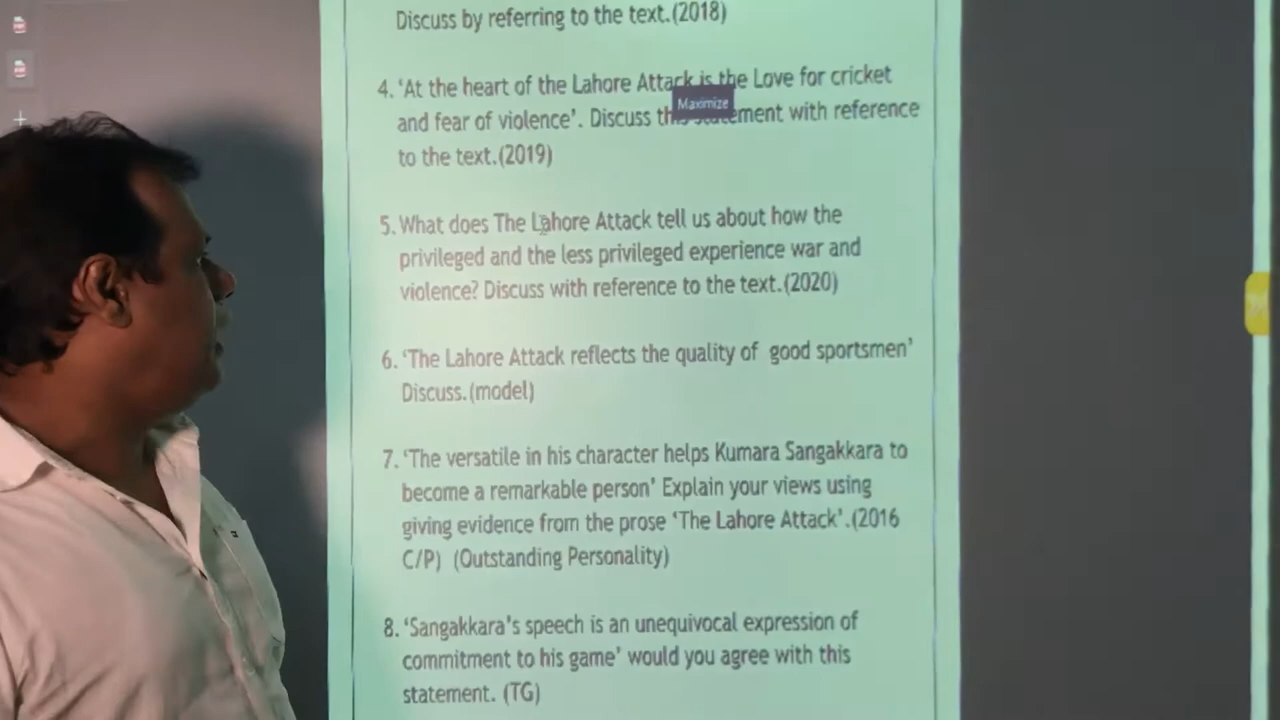 Discuss by referring to the text.(2018)
4. ‘At the heart of the Lahore Attack is the Love for cricket
Maximize
and fear of violence’. Discuss statement with reference
to the text.(2019)
5. What does The Lahore Attack tell us about how the
privileged and the less privileged experience war and
violence? Discuss with reference to the text.(2020)
6. ‘The Lahore Attack reflects the quality of good sportsmen’
Discuss.(model)
7. ‘The versatile in his character helps Kumara Sangakkara to
become a remarkable person’ Explain your views using
giving evidence from the prose ‘The Lahore Attack’.(2016
C/P) (Outstanding Personality)
8. ‘Sangakkara’s speech is an unequivocal expression of
commitment to his game’ would you agree with this
statement. (TG)